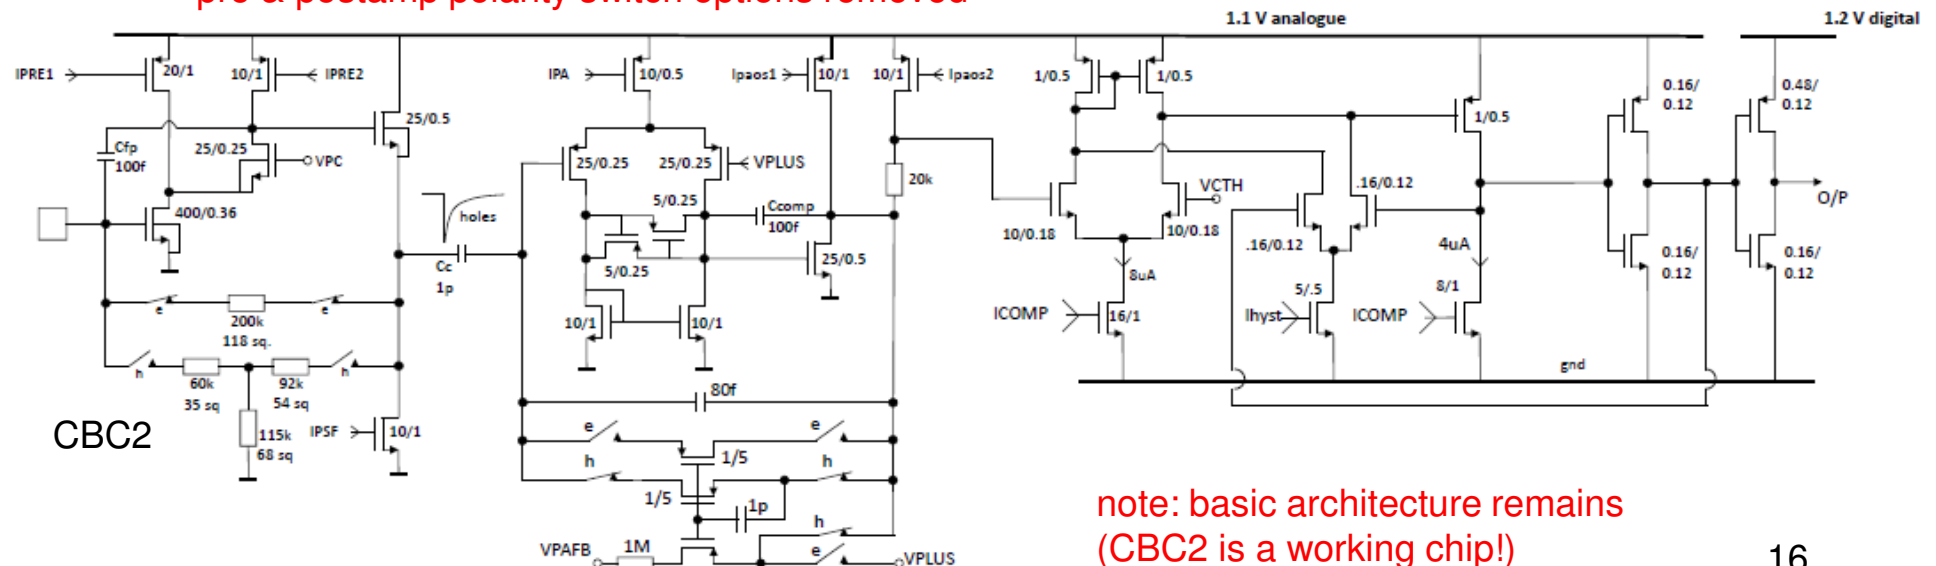 pre a postamp polarity switch options removed
1.1 V analogue
1.2 V digital
IPRE1
20/1
10/1
IPRE2
IPA
10/0.5
Ipaos1
10/1
10/1
Ipaos2
1/0.5
1/0.5
0.16/
0.12
0.48/
0.12
25/0.5
1/0.5
Cfp
100f
25/0.25
VPC
25/0.25
25/0.25
VPLUS
20k
VCTH
.16/0.12
O/P
400/0.36
holes
5/0.25
Ccomp
100f
10/0.18
10/0.18
.16/0.12
4uA
0.16/
0.12
0.16/
0.12
Cc
1p
5/0.25
25/0.5
8uA
e
200k
118 sq.
e
10/1
10/1
ICOMP
16/1
5/.5
Ihyst
ICOMP
8/1
gnd
h
60k
35 sq
92k
54 sq
h
80f
CBC2
115k
68 sq
IPSF
10/1
e
e
1/5
h
h
1/5
1p
h
VPAFB
1M
e
VPLUS
note: basic architecture remains
(CBC2 is a working chip!)
16